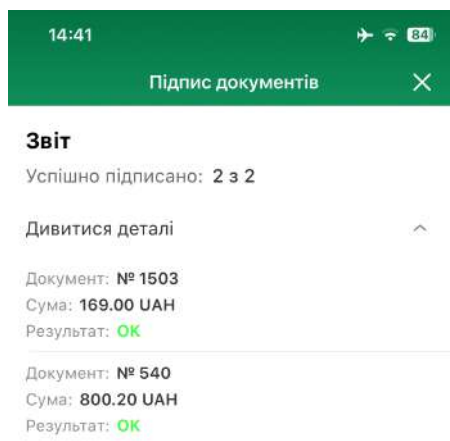 14:41
84
Підпис документів
Звіт
Успішно підписано: 2 з 2
Дивитися деталі
Документ: № 1503
Сума: 169.00 UAH
Результат: OK
Документ: № 540
Сума: 800.20 UAH
Результат: OK